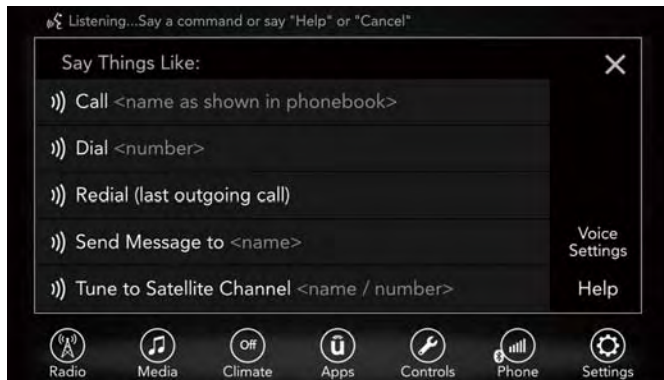 Listening...Say a command or say "Help" or "Cancel"
Say Things Like:
Call <name as shown in phonebook>
Dial <number>
Redial (last outgoing call)
Send Message to <name>
Voice
Settings
Tune to Satellite Channel <name / number>
Help
Off
ū
Radio
Media
Climate
Apps
Controls
Phone
Settings